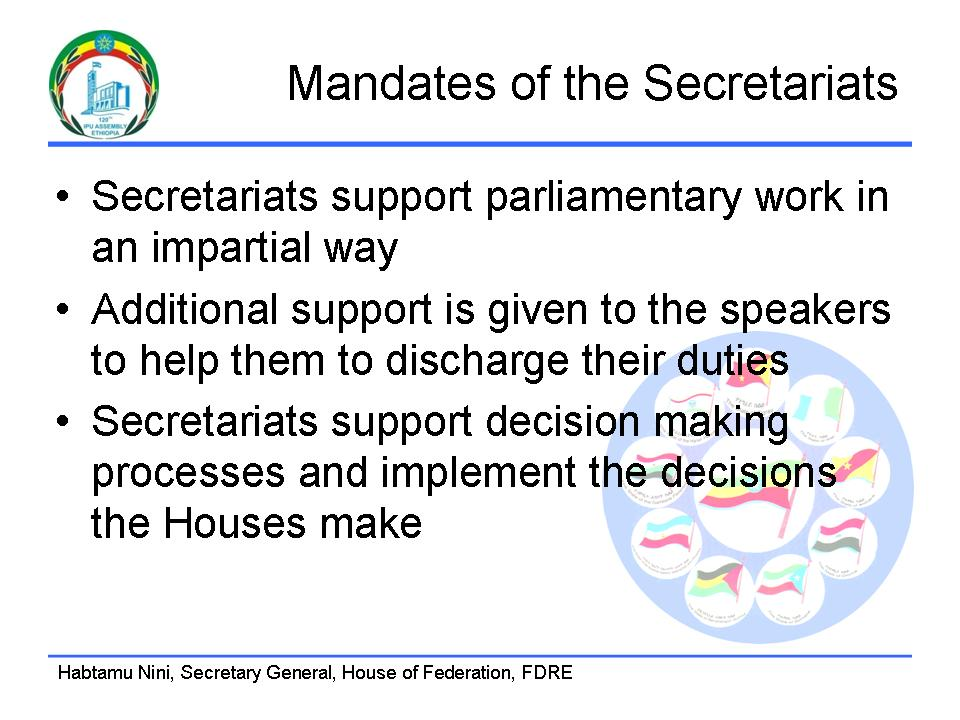 Mandates of the Secretariats
120TH
IPU ASSEMBLY
ETHIOPIA
• Secretariats support parliamentary work in
an impartial way
• Additional support is given to the speakers
to help them to discharge their duties
• Secretariats support decision making
processes and implement the decisions
the Houses make
Habtamu Nini, Secretary General, House of Federation, FDRE